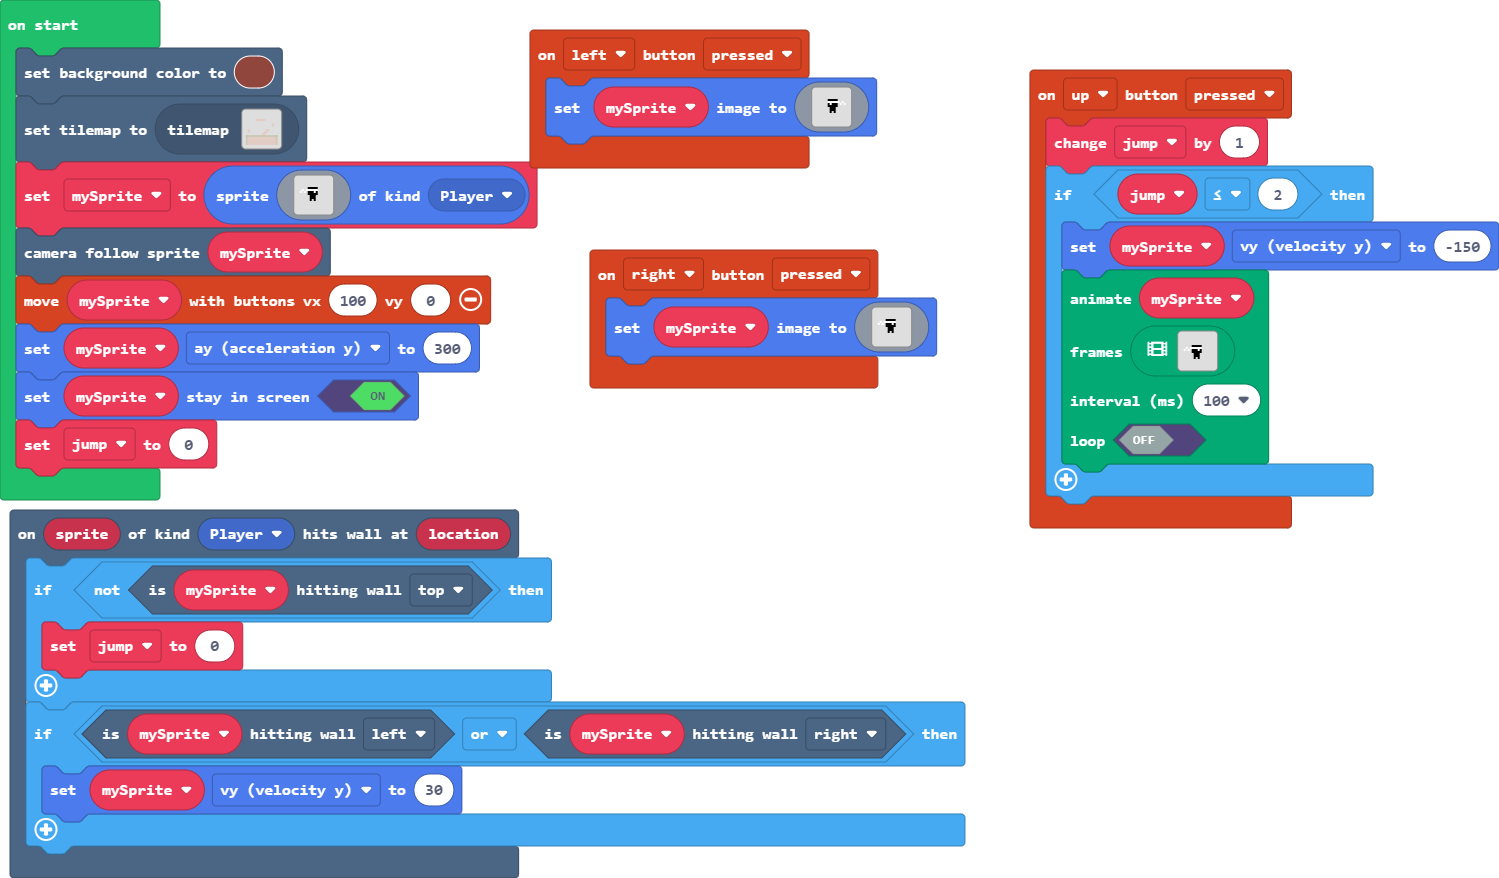 on start
set background color to
set tilemap to tilemap
set mySprite to sprite of kind Player
camera follow sprite mySprite
move mySprite with buttons vx 100 vy 0
set mySprite ay (acceleration y) to 300
set mySprite stay in screen ON
set jump to 0
on left button pressed
set mySprite image to
on right button pressed
set mySprite image to
on up button pressed
change jump by 1
if jump ≤ 2 then
set mySprite vy (velocity y) to -150
animate mySprite
frames
interval (ms) 100
loop OFF
on sprite of kind Player hits wall at location
if not is mySprite hitting wall top then
set jump to 0
if is mySprite hitting wall left or is mySprite hitting wall right then
set mySprite vy (velocity y) to 30